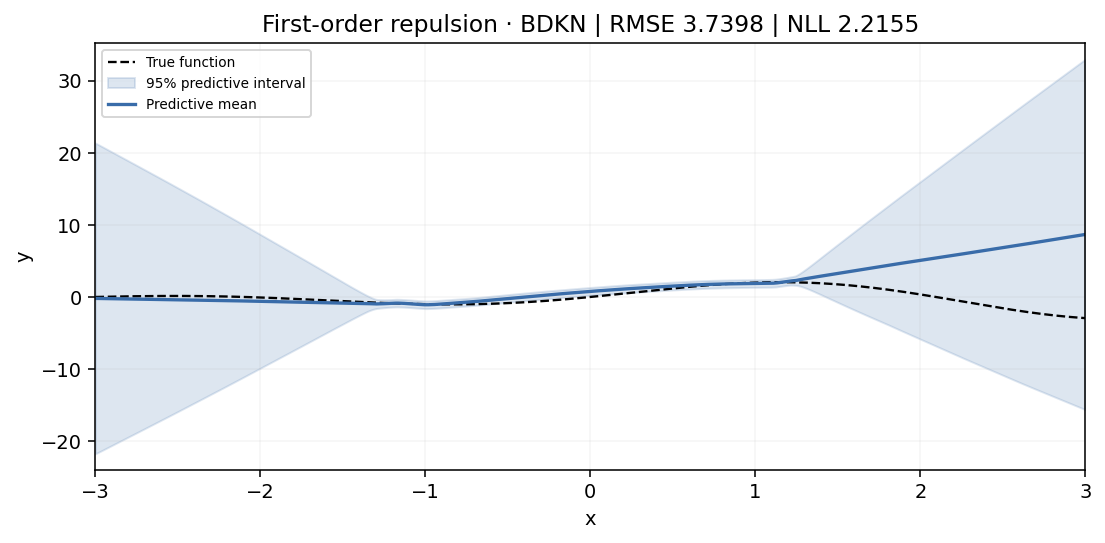 First-order repulsion · BDKN | RMSE 3.7398 | NLL 2.2155
True function
95% predictive interval
Predictive mean
30
20
10
0
−10
−20
y
−3
−2
−1
0
1
2
3
x